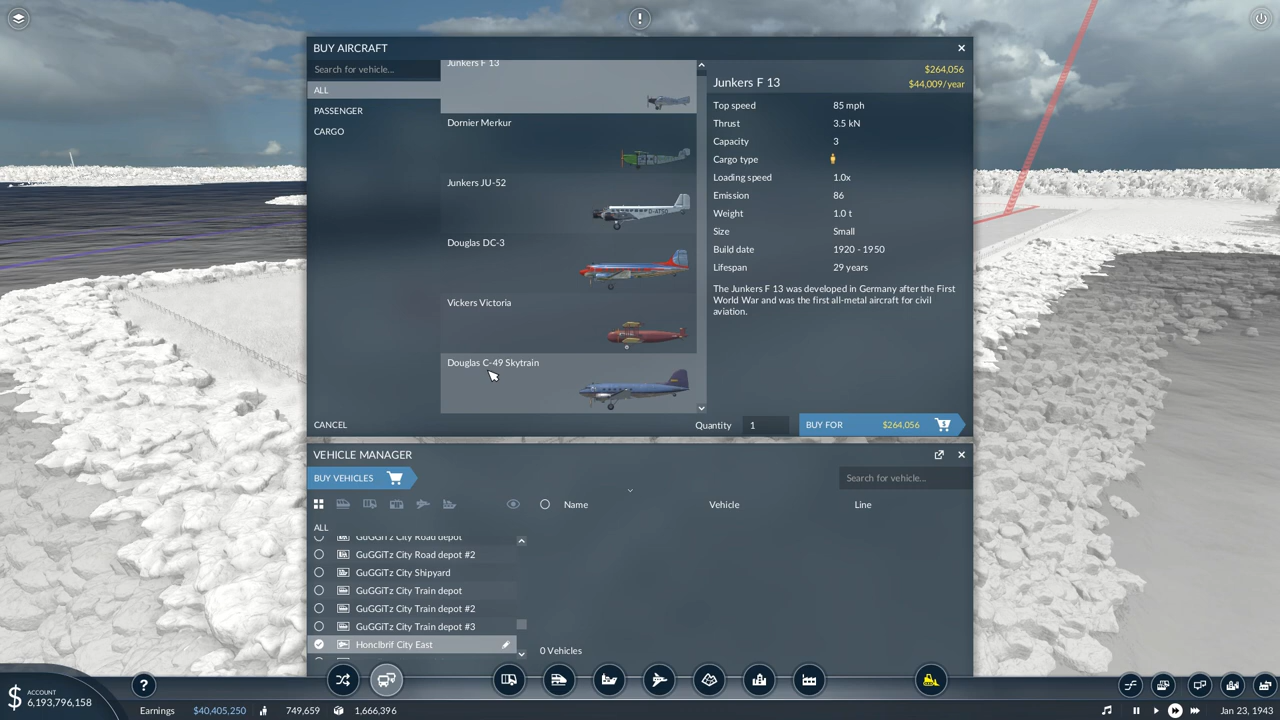 BUY AIRCRAFT
Search for vehicle...
ALL
PASSENGER
CARGO
Junkers F 13
Dornier Merkur
Junkers JU-52
Douglas DC-3
Vickers Victoria
Douglas C-49 Skytrain
$264,056
Junkers F 13
$44,009/year
Top speed 85 mph
Thrust 3.5 kN
Capacity 3
Cargo type
Loading speed 1.0x
Emission 86
Weight 1.0 t
Size Small
Build date 1920 - 1950
Lifespan 29 years
The Junkers F 13 was developed in Germany after the First
World War and was the first all-metal aircraft for civil
aviation.
CANCEL
Quantity 1
BUY FOR $264,056
VEHICLE MANAGER
BUY VEHICLES
Search for vehicle...
Name Vehicle Line
ALL
GuGGiTz City Road depot
GuGGiTz City Road depot #2
GuGGiTz City Shipyard
GuGGiTz City Train depot
GuGGiTz City Train depot #2
GuGGiTz City Train depot #3
Honclbrif City East
0 Vehicles
ACCOUNT
$ 6,193,796,158
?
Earnings $40,405,250
749,659
1,666,396
Jan 23, 1943